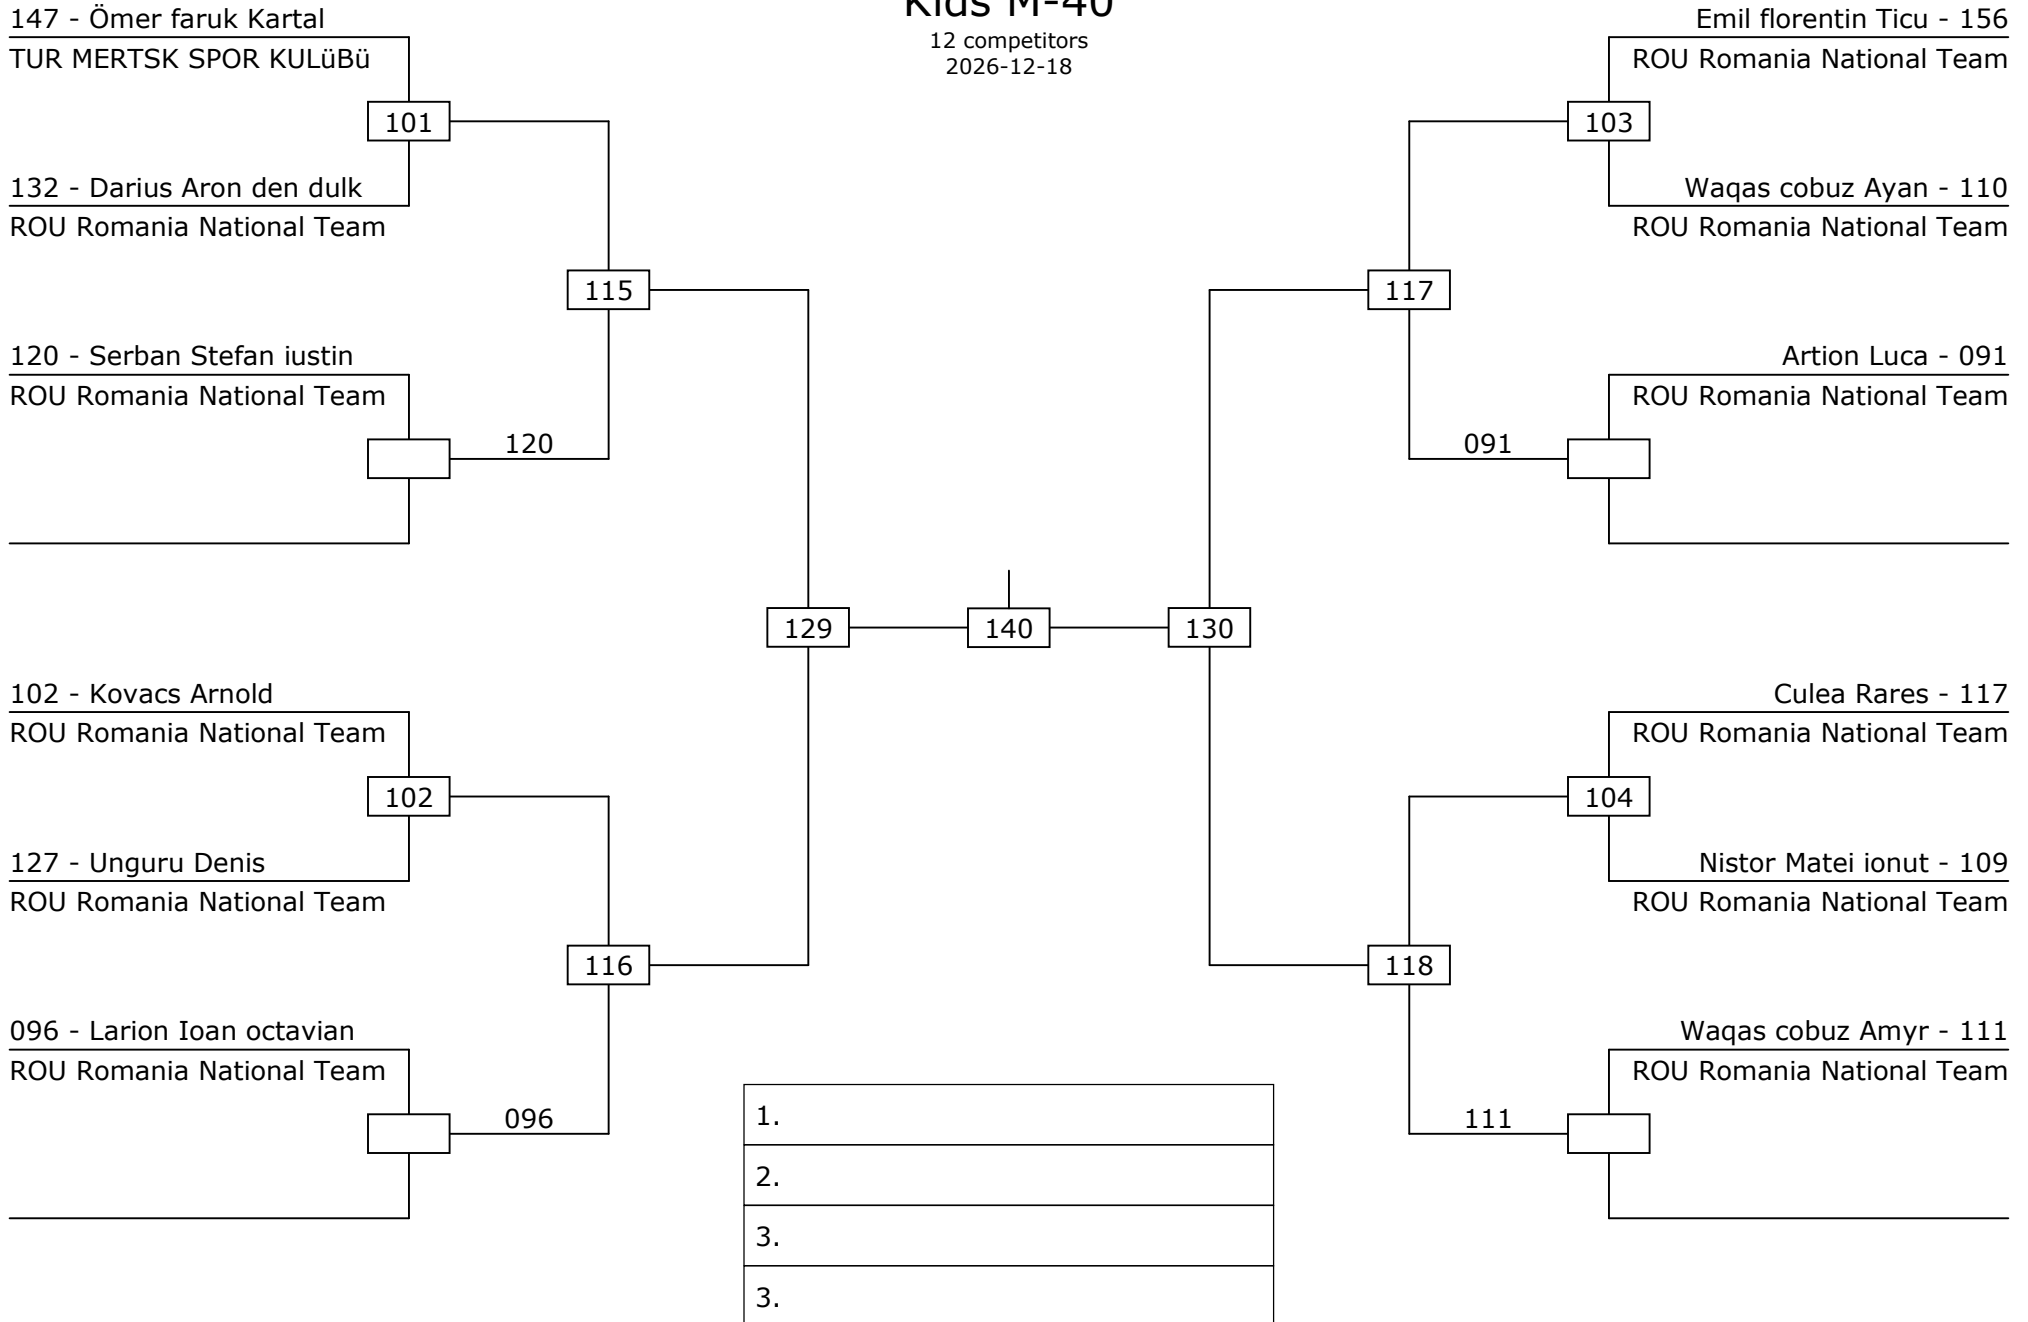 Kids M-40
12 competitors
2026-12-18
147 - Ömer faruk Kartal
TUR MERTSK SPOR KULüBü
101
132 - Darius Aron den dulk
ROU Romania National Team
115
120 - Serban Stefan iustin
ROU Romania National Team
120
129
102 - Kovacs Arnold
ROU Romania National Team
102
127 - Unguru Denis
ROU Romania National Team
116
096 - Larion Ioan octavian
ROU Romania National Team
096
140
Emil florentin Ticu - 156
ROU Romania National Team
103
Waqas cobuz Ayan - 110
ROU Romania National Team
117
Artion Luca - 091
ROU Romania National Team
091
130
Culea Rares - 117
ROU Romania National Team
104
Nistor Matei ionut - 109
ROU Romania National Team
118
Waqas cobuz Amyr - 111
ROU Romania National Team
111
1.
2.
3.
3.